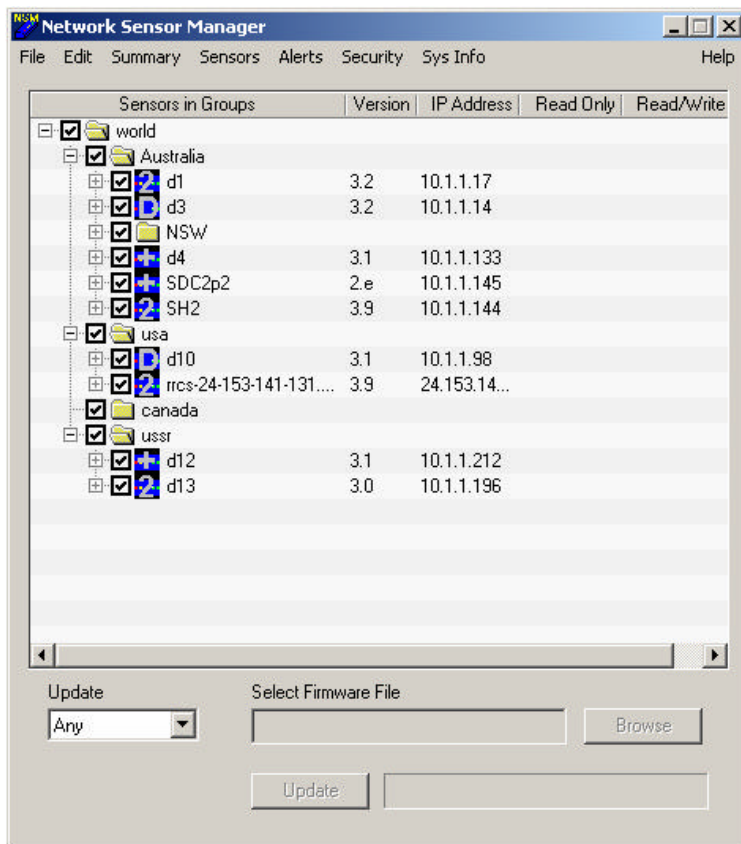 NSM Network Sensor Manager
File Edit Summary Sensors Alerts Security Sys Info Help
Sensors in Groups Version IP Address Read Only Read/Write
world
Australia
2 d1 3.2 10.1.1.17
D d3 3.2 10.1.1.14
NSW
d4 3.1 10.1.1.133
SDC2p2 2.e 10.1.1.145
2 SH2 3.9 10.1.1.144
usa
D d10 3.1 10.1.1.98
2 rrcs-24-153-141-131.... 3.9 24.153.14...
canada
ussr
d12 3.1 10.1.1.212
2 d13 3.0 10.1.1.196
Update Select Firmware File
Any Browse
Update